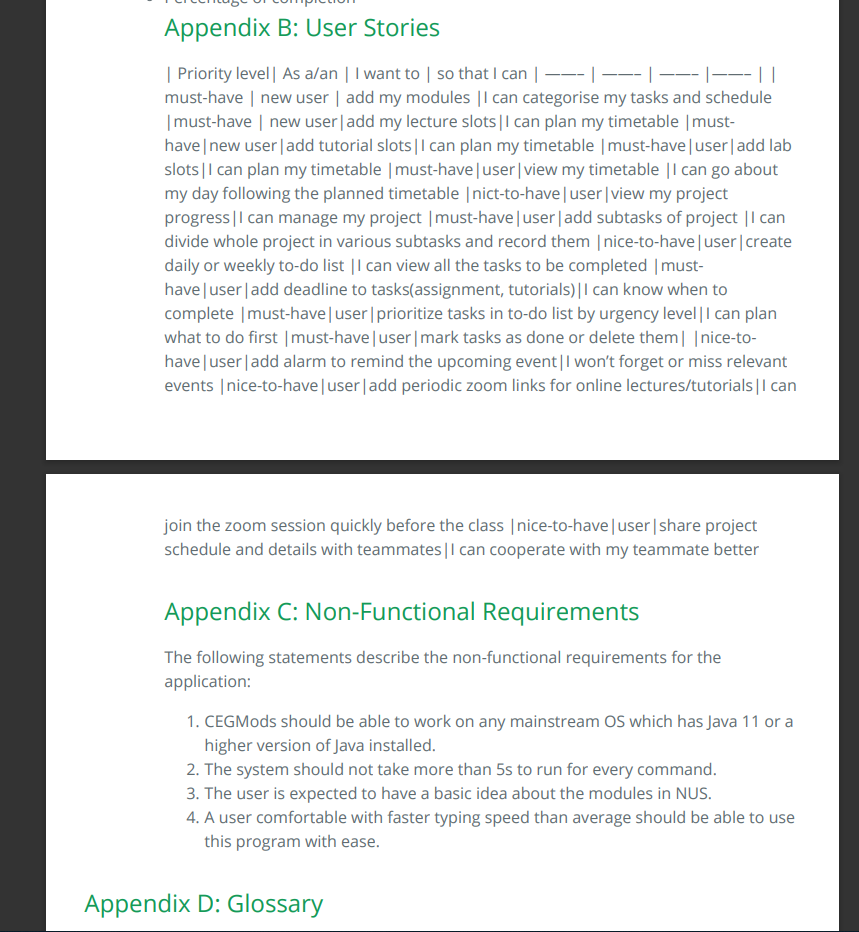 Percentage of completion
Appendix B: User Stories
| Priority level| As a/an | I want to | so that I can | ——– | ——– | ——– |——– | |
must-have | new user | add my modules |I can categorise my tasks and schedule
|must-have | new user|add my lecture slots|I can plan my timetable |must-
have|new user|add tutorial slots|I can plan my timetable |must-have|user|add lab
slots|I can plan my timetable |must-have|user|view my timetable |I can go about
my day following the planned timetable |nict-to-have|user|view my project
progress|I can manage my project |must-have|user|add subtasks of project |I can
divide whole project in various subtasks and record them |nice-to-have|user|create
daily or weekly to-do list |I can view all the tasks to be completed |must-
have|user|add deadline to tasks(assignment, tutorials)|I can know when to
complete |must-have|user|prioritize tasks in to-do list by urgency level|I can plan
what to do first |must-have|user|mark tasks as done or delete them| |nice-to-
have|user|add alarm to remind the upcoming event|I won’t forget or miss relevant
events |nice-to-have|user|add periodic zoom links for online lectures/tutorials|I can
join the zoom session quickly before the class |nice-to-have|user|share project
schedule and details with teammates|I can cooperate with my teammate better
Appendix C: Non-Functional Requirements
The following statements describe the non-functional requirements for the
application:
1. CEGMods should be able to work on any mainstream OS which has Java 11 or a
higher version of Java installed.
2. The system should not take more than 5s to run for every command.
3. The user is expected to have a basic idea about the modules in NUS.
4. A user comfortable with faster typing speed than average should be able to use
this program with ease.
Appendix D: Glossary